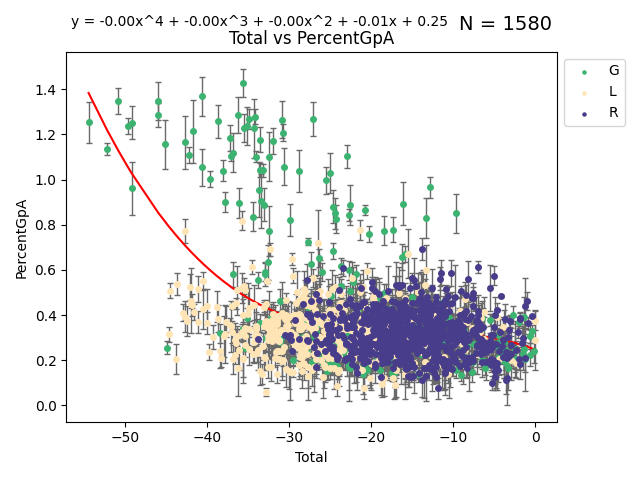 y = -0.00x^4 + -0.00x^3 + -0.00x^2 + -0.01x + 0.25 N = 1580
Total vs PercentGpA
G
L
R
PercentGpA
1.4
1.2
1.0
0.8
0.6
0.4
0.2
0.0
−50 −40 −30 −20 −10 0
Total